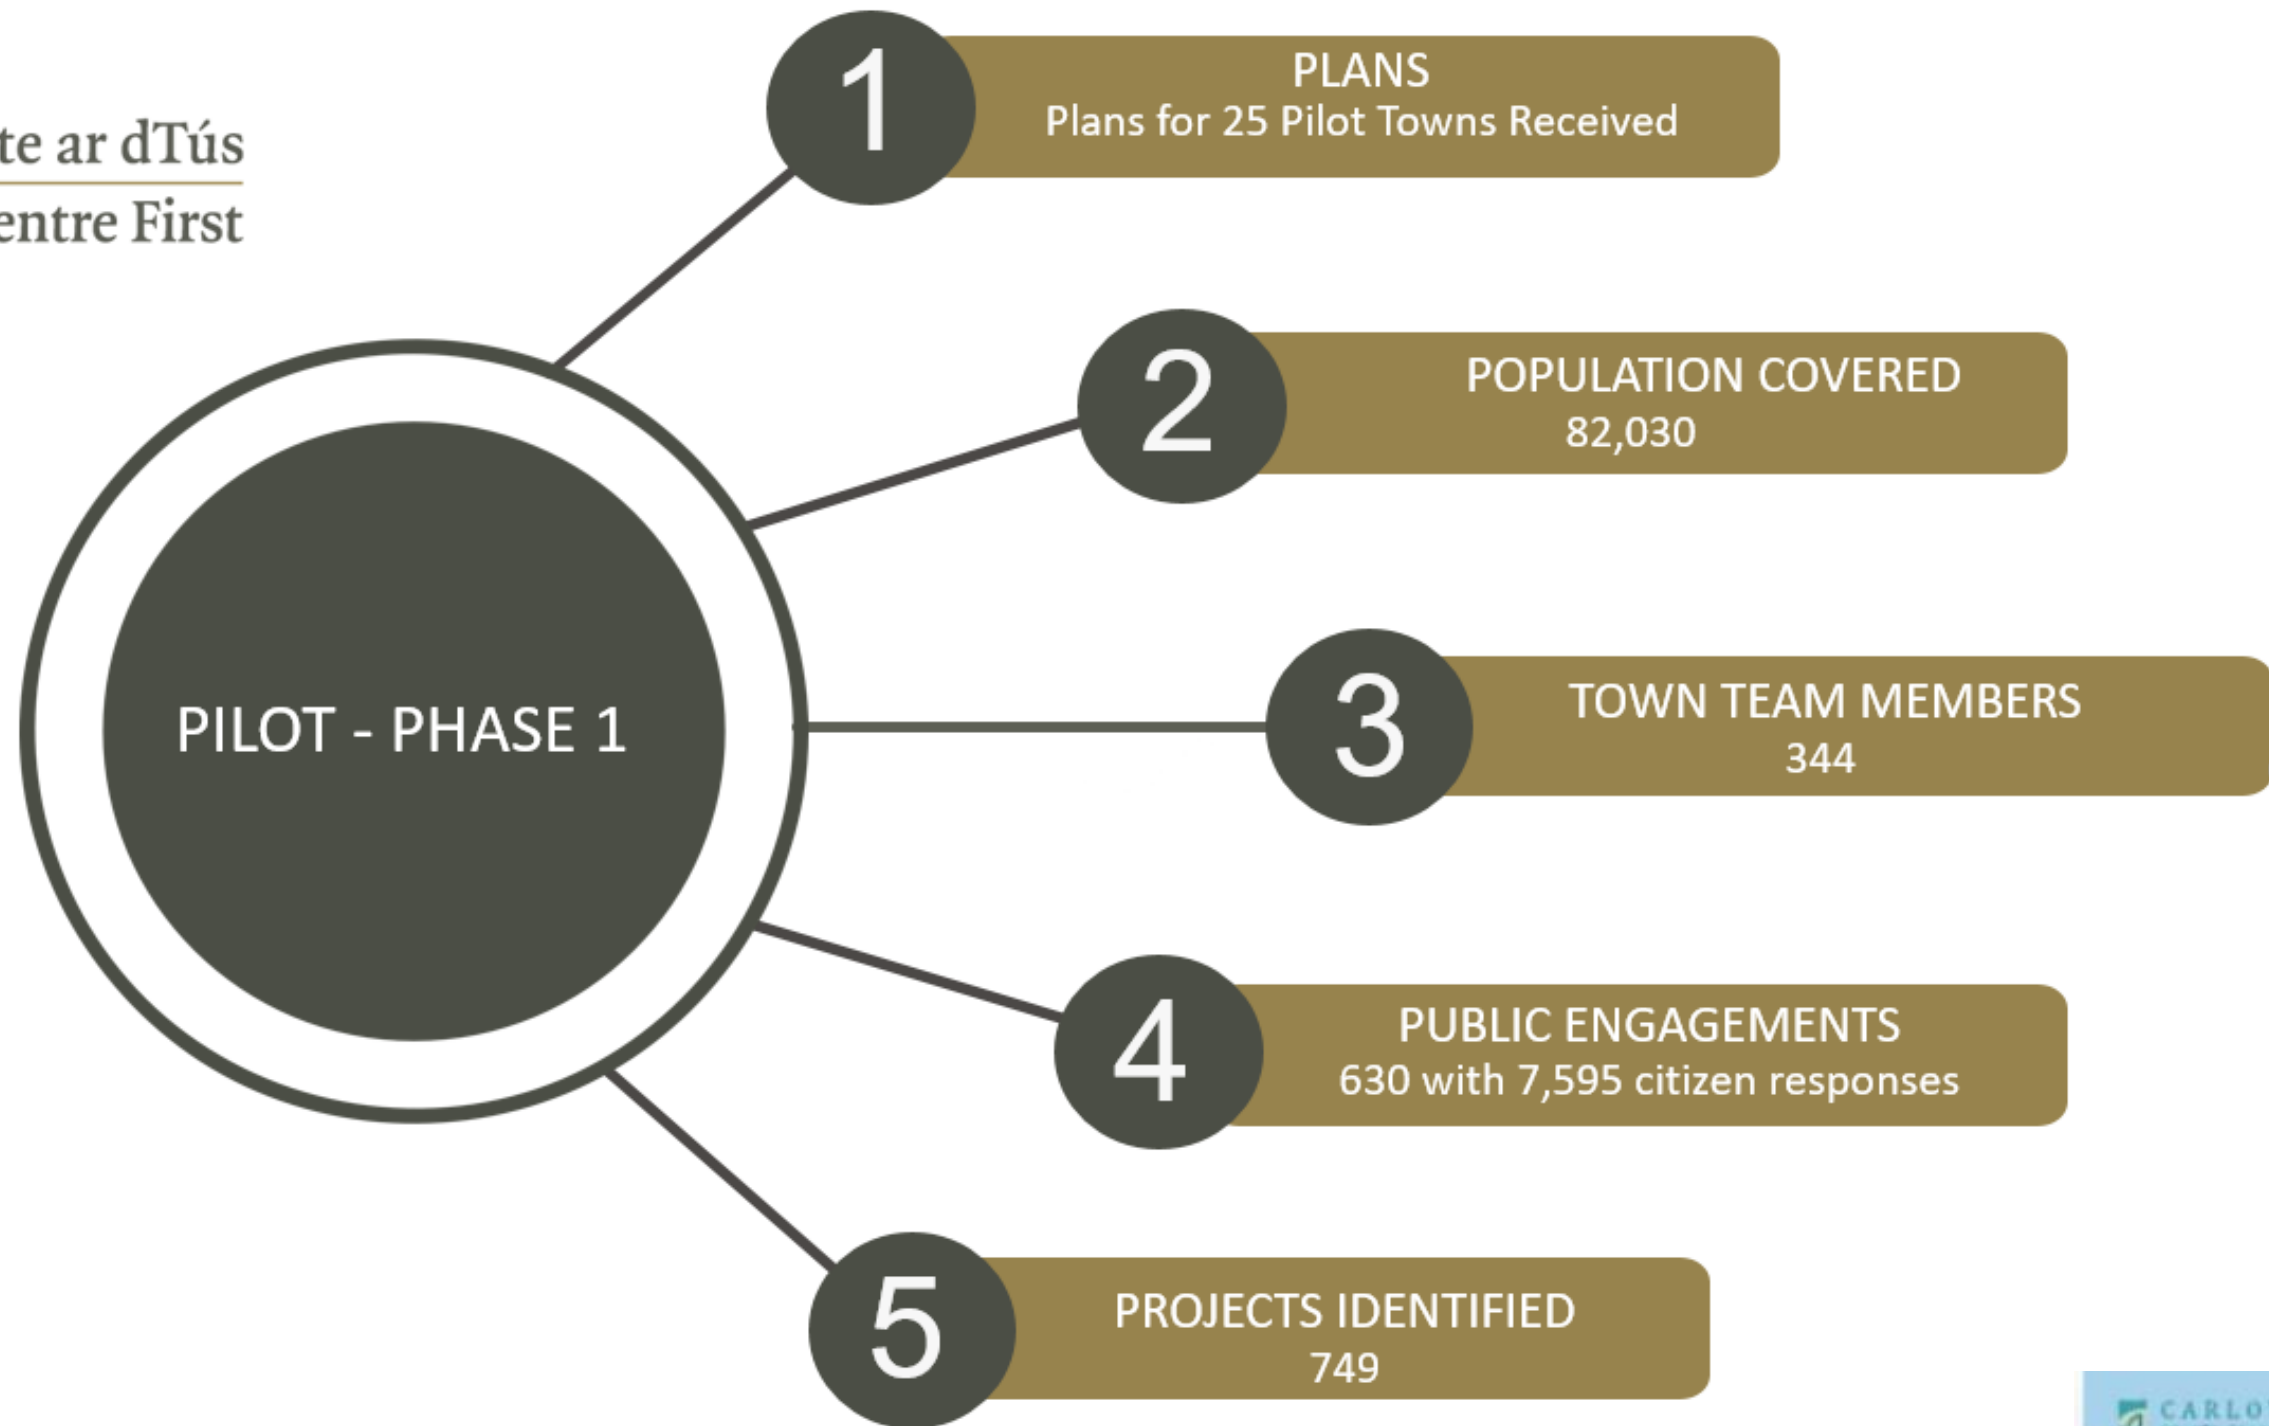 te ar dTús
entre First
1
PLANS
Plans for 25 Pilot Towns Received
2
POPULATION COVERED
82,030
PILOT - PHASE 1
3
TOWN TEAM MEMBERS
344
4
PUBLIC ENGAGEMENTS
630 with 7,595 citizen responses
5
PROJECTS IDENTIFIED
749
CARLO